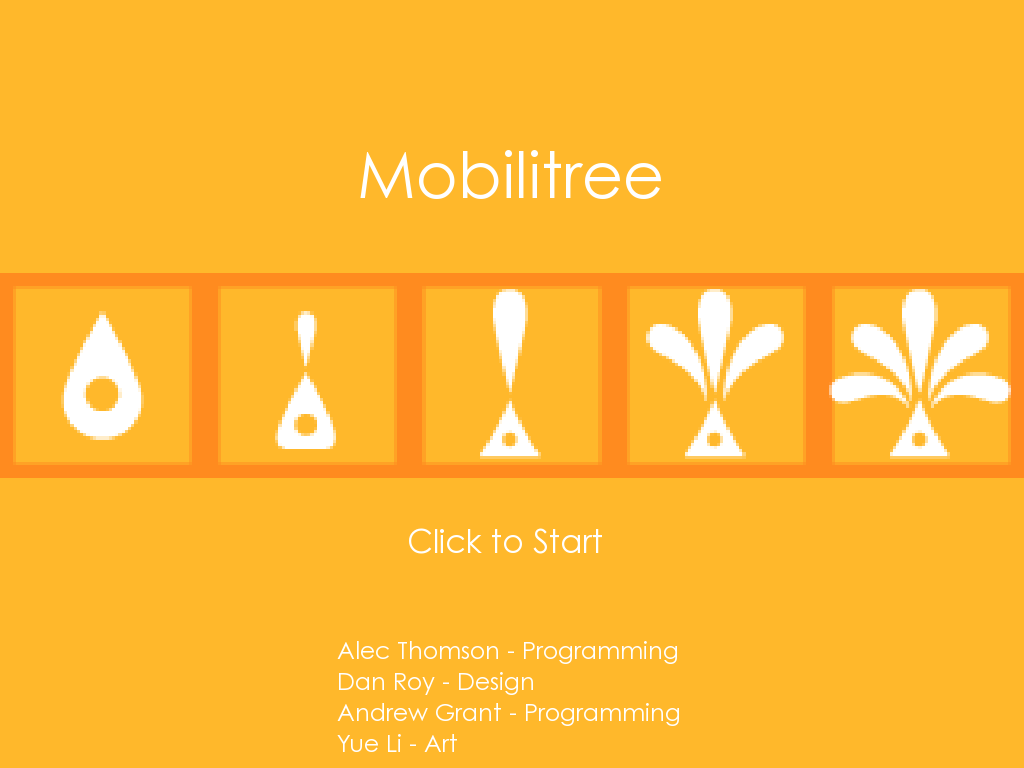 Mobilitree
Click to Start
Alec Thomson - Programming
Dan Roy - Design
Andrew Grant - Programming
Yue Li - Art